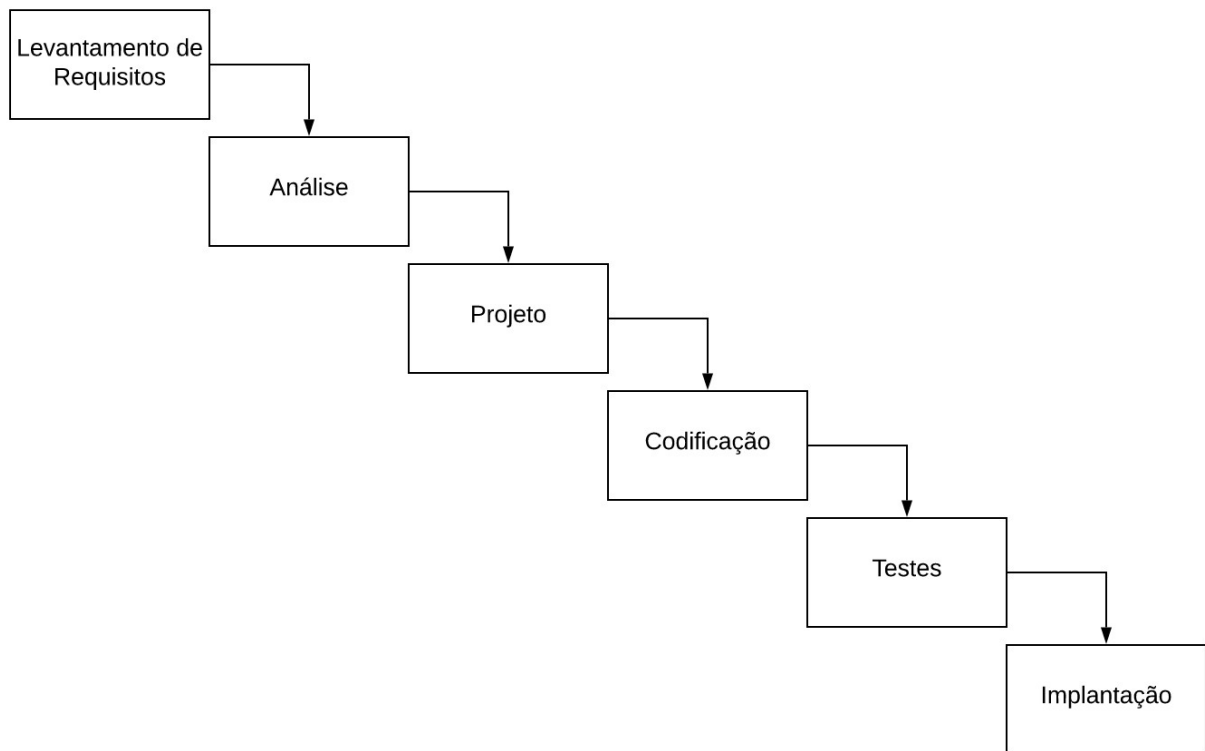 Levantamento de
Requisitos
Análise
Projeto
Codificação
Testes
Implantação